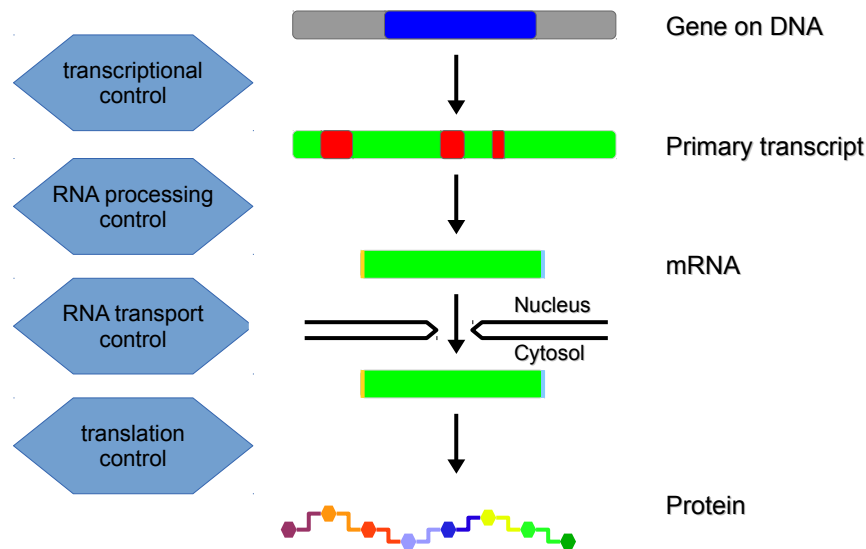 Gene on DNA
transcriptional
control
Primary transcript
RNA processing
control
mRNA
RNA transport
control
Nucleus
Cytosol
translation
control
Protein